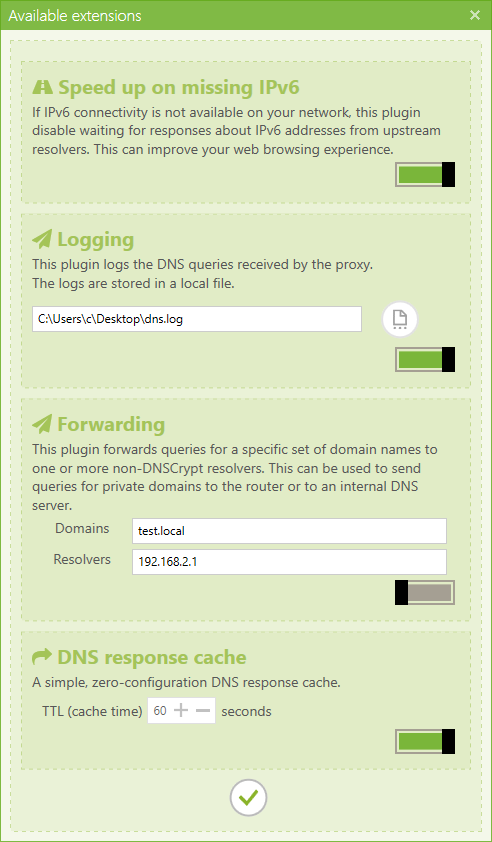 Available extensions
Speed up on missing IPv6
If IPv6 connectivity is not available on your network, this plugin
disable waiting for responses about IPv6 addresses from upstream
resolvers. This can improve your web browsing experience.
Logging
This plugin logs the DNS queries received by the proxy.
The logs are stored in a local file.
C:\Users\c\Desktop\dns.log
Forwarding
This plugin forwards queries for a specific set of domain names to
one or more non-DNSCrypt resolvers. This can be used to send
queries for private domains to the router or to an internal DNS
server.
Domains test.local
Resolvers 192.168.2.1
DNS response cache
A simple, zero-configuration DNS response cache.
TTL (cache time) 60 seconds